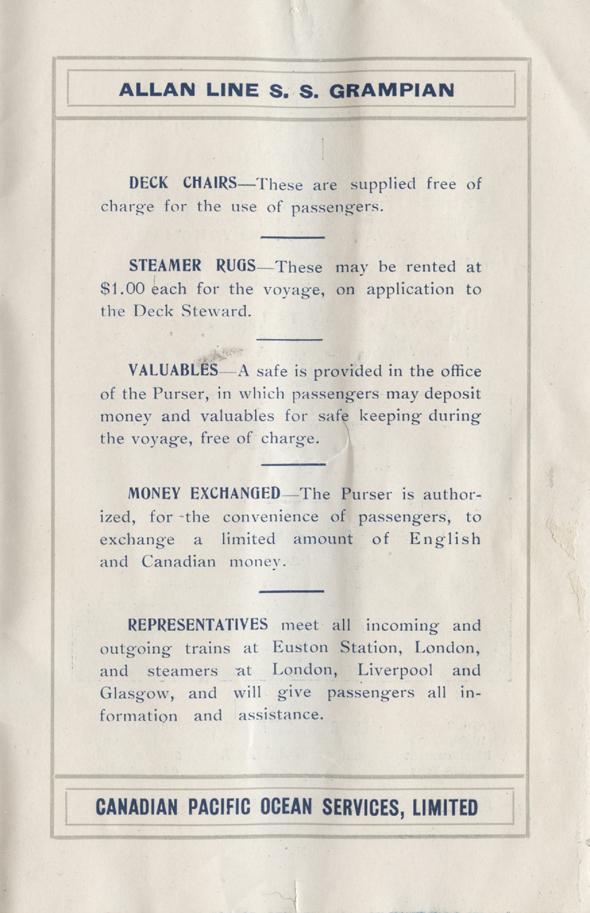 ALLAN LINE S. S. GRAMPIAN
DECK CHAIRS—These are supplied free of
charge for the use of passengers.
STEAMER RUGS—These may be rented at
$1.00 each for the voyage, on application to
the Deck Steward.
VALUABLES—A safe is provided in the office
of the Purser, in which passengers may deposit
money and valuables for safe keeping during
the voyage, free of charge.
MONEY EXCHANGED—The Purser is author-
ized, for the convenience of passengers, to
exchange a limited amount of English
and Canadian money.
REPRESENTATIVES meet all incoming and
outgoing trains at Euston Station, London,
and steamers at London, Liverpool and
Glasgow, and will give passengers all in-
formation and assistance.
CANADIAN PACIFIC OCEAN SERVICES, LIMITED